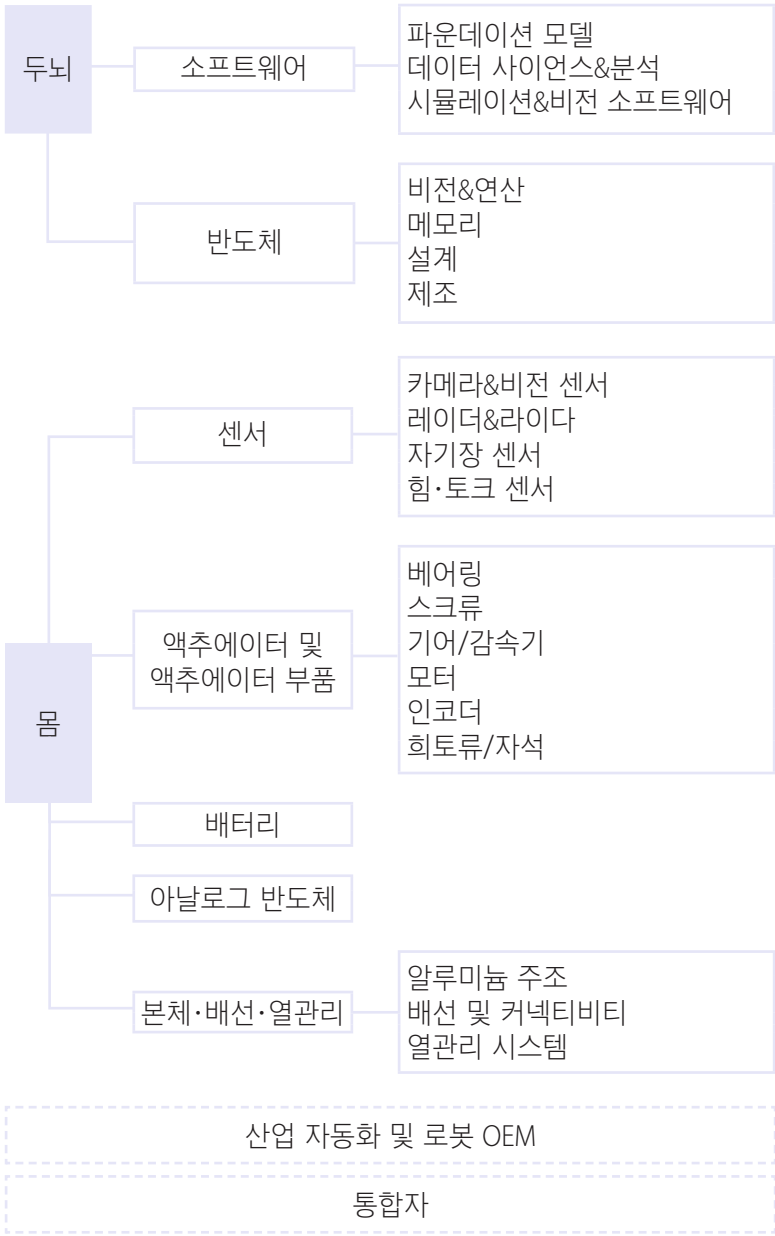 두뇌
소프트웨어
파운데이션 모델
데이터 사이언스&분석
시뮬레이션&비전 소프트웨어
반도체
비전&연산
메모리
설계
제조
몸
센서
카메라&비전 센서
레이더&라이다
자기장 센서
힘·토크 센서
액추에이터 및
액추에이터 부품
베어링
스크류
기어/감속기
모터
인코더
희토류/자석
배터리
아날로그 반도체
본체·배선·열관리
알루미늄 주조
배선 및 커넥티비티
열관리 시스템
산업 자동화 및 로봇 OEM
통합자